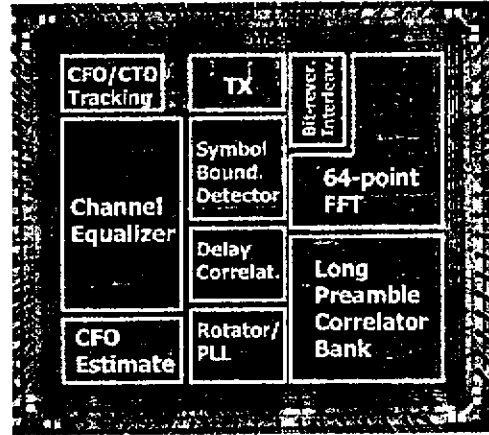 CFO/CTO
Tracking
TX
Bit-rever.
Interleav.
Symbol
Bound.
Detector
64-point
FFT
Channel
Equalizer
Delay
Correlat.
Long
Preamble
Correlator
Bank
CFO
Estimate
Rotator/
PLL